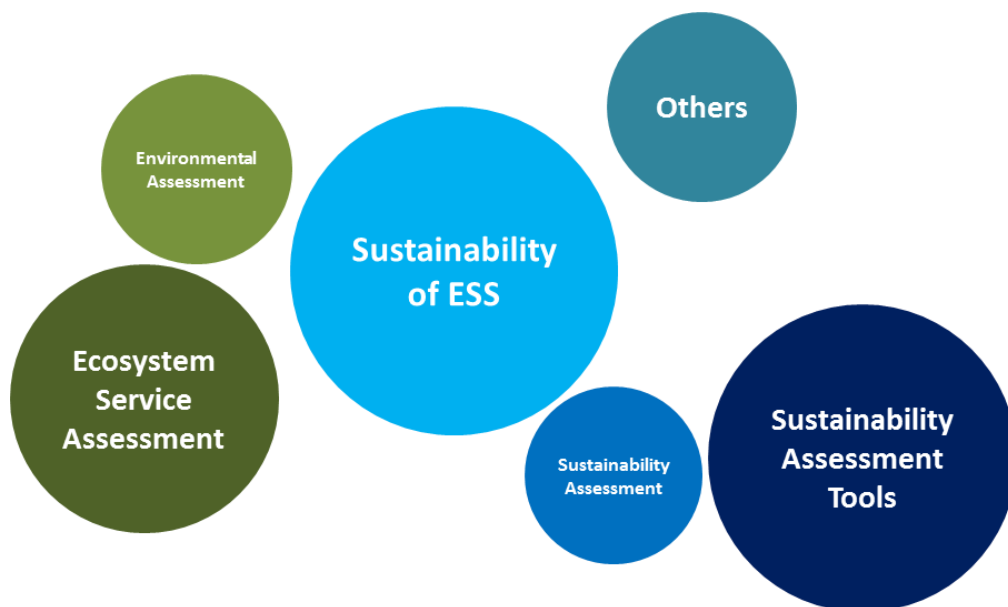 Others
Environmental
Assessment
Sustainability
of ESS
Ecosystem
Service
Assessment
Sustainability
Assessment
Sustainability
Assessment
Tools